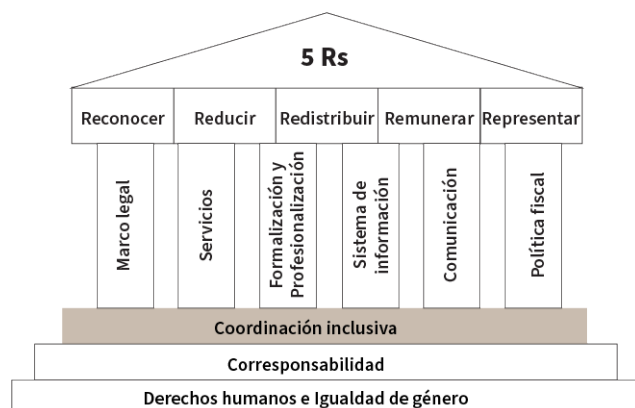 5 Rs
Reconocer
Reducir
Redistribuir
Remunerar
Representar
Marco legal
Servicios
Formalización y
Profesionalización
Sistema de
información
Comunicación
Política fiscal
Coordinación inclusiva
Corresponsabilidad
Derechos humanos e Igualdad de género